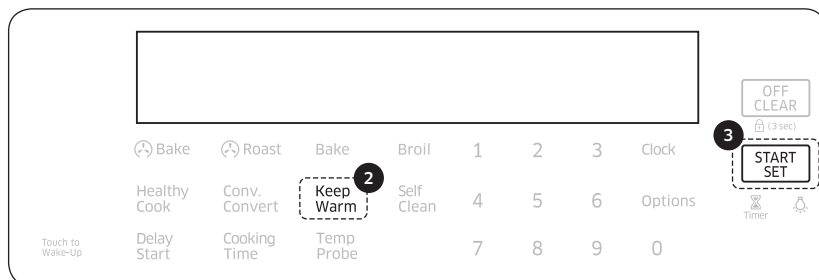 OFF
CLEAR
(3 sec)
3
Bake Roast Bake Broil 1 2 3 Clock
START
SET
2
Healthy Cook Conv. Convert Keep Warm Self Clean 4 5 6 Options
Timer
Touch to Wake-Up Delay Start Cooking Time Temp Probe 7 8 9 0